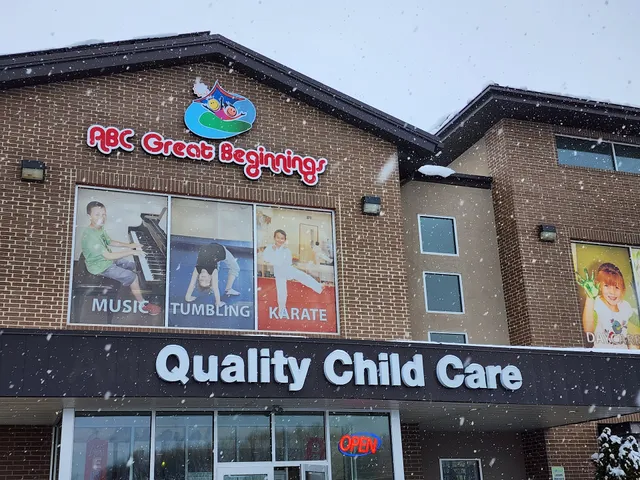 ABC Great Beginnings
MUSIC
TUMBLING
KARATE
Quality Child Care
OPEN